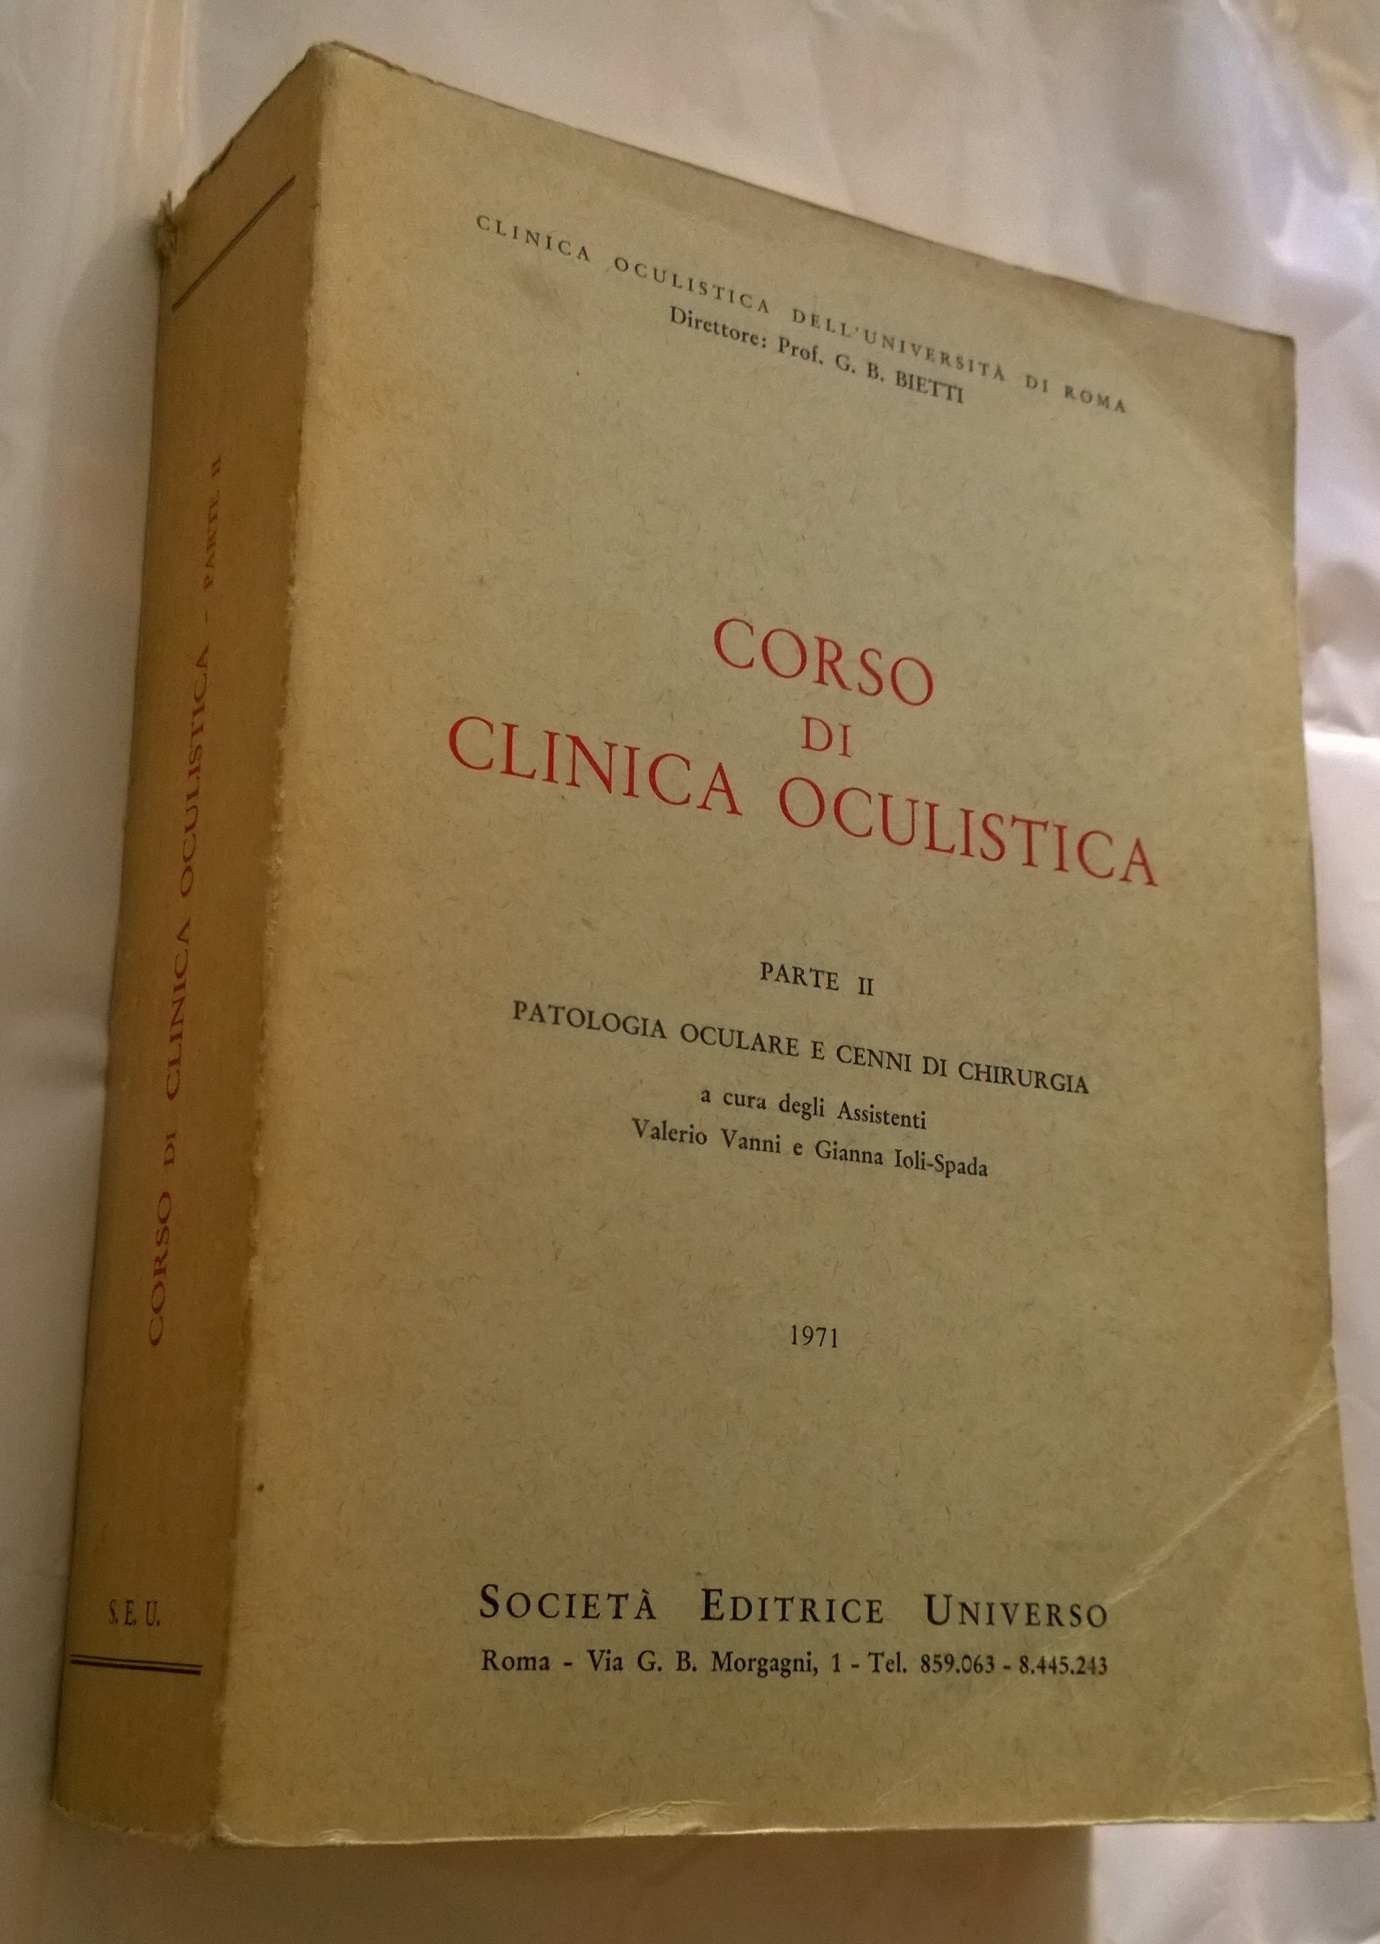 CLINICA OCULISTICA DELL'UNIVERSITÀ DI ROMA
Direttore: Prof. G. B. BIETTI
CORSO
DI
CLINICA OCULISTICA
PARTE II
PATOLOGIA OCULARE E CENNI DI CHIRURGIA
a cura degli Assistenti
Valerio Vanni e Gianna Ioli-Spada
1971
SOCIETÀ EDITRICE UNIVERSO
Roma - Via G. B. Morgagni, 1 - Tel. 859.063 - 8.445.243
CORSO DI CLINICA OCULISTICA - PARTE II
S. E. U.